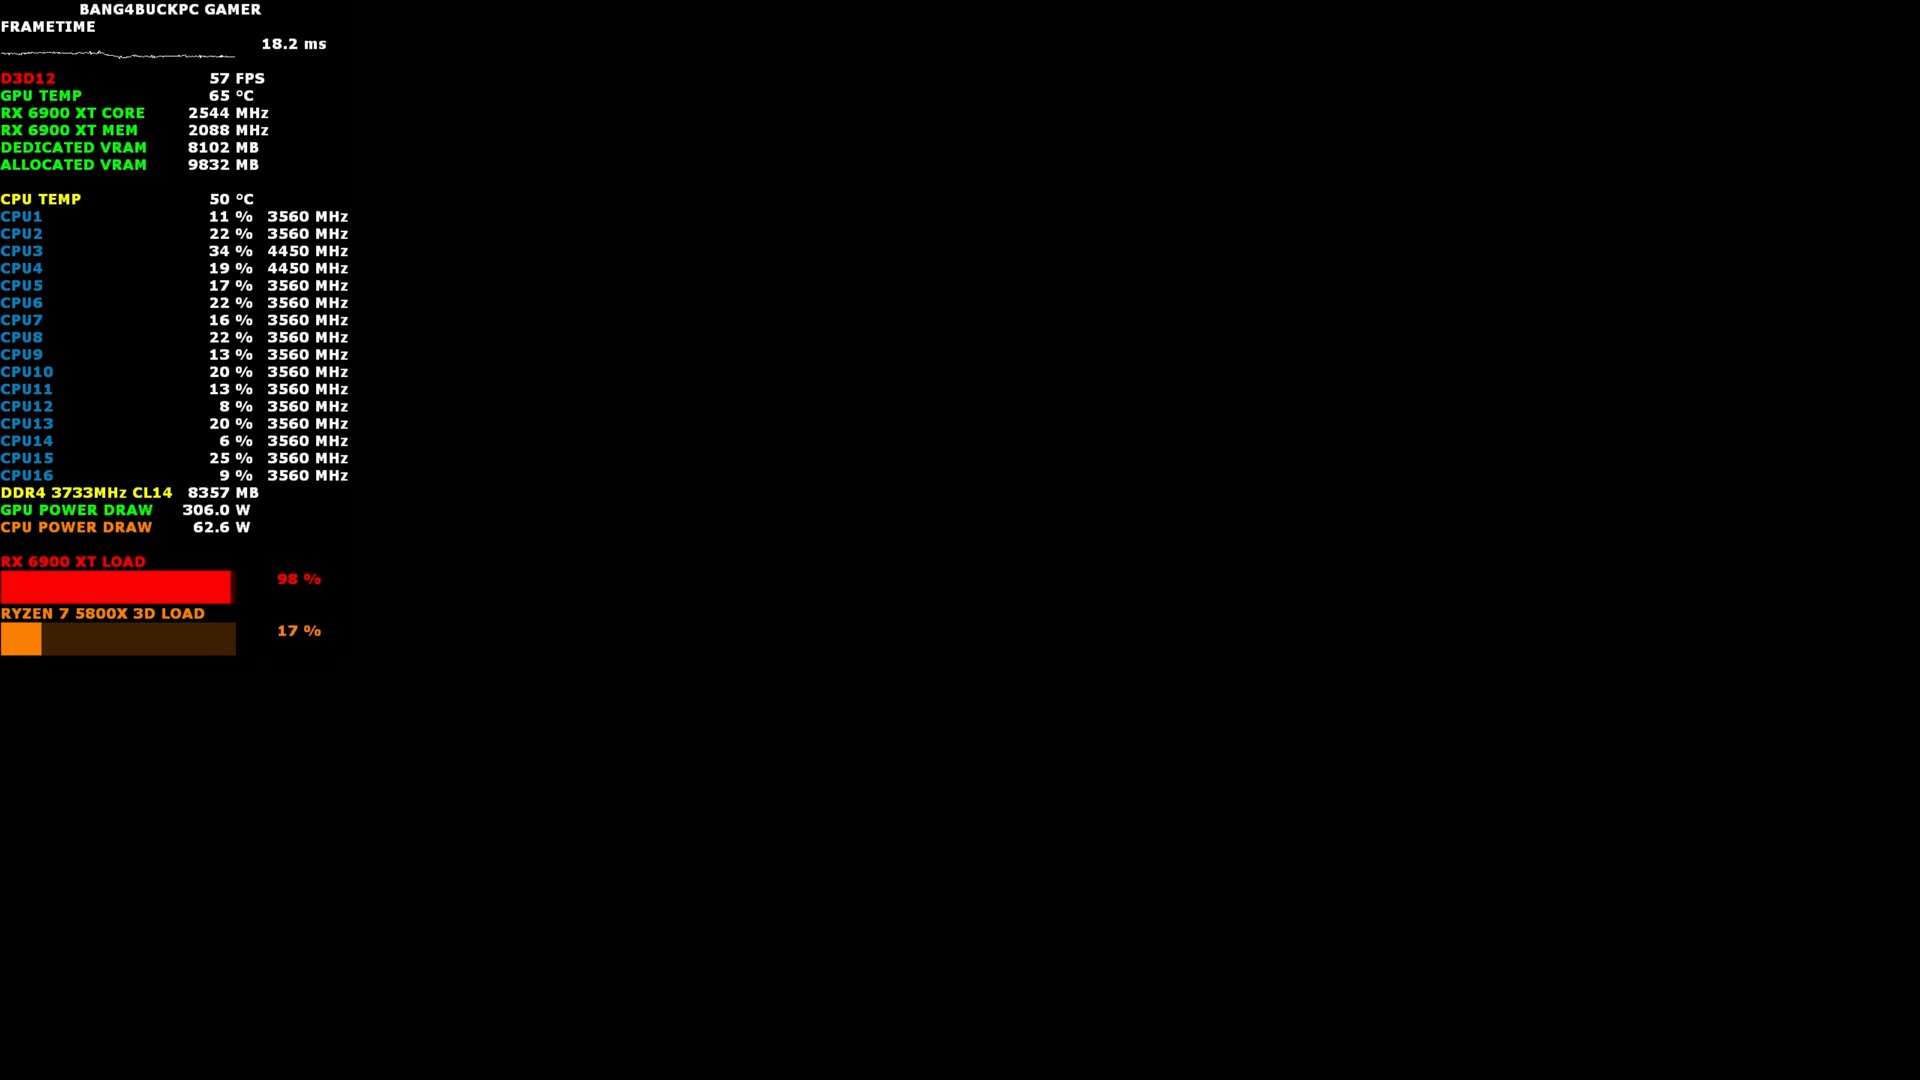 BANG4BUCKPC GAMER
FRAMETIME
18.2 ms
D3D12 57 FPS
GPU TEMP 65 °C
RX 6900 XT CORE 2544 MHz
RX 6900 XT MEM 2088 MHz
DEDICATED VRAM 8102 MB
ALLOCATED VRAM 9832 MB
CPU TEMP 50 °C
CPU1 11 % 3560 MHz
CPU2 22 % 3560 MHz
CPU3 34 % 4450 MHz
CPU4 19 % 4450 MHz
CPU5 17 % 3560 MHz
CPU6 22 % 3560 MHz
CPU7 16 % 3560 MHz
CPU8 22 % 3560 MHz
CPU9 13 % 3560 MHz
CPU10 20 % 3560 MHz
CPU11 13 % 3560 MHz
CPU12 8 % 3560 MHz
CPU13 20 % 3560 MHz
CPU14 6 % 3560 MHz
CPU15 25 % 3560 MHz
CPU16 9 % 3560 MHz
DDR4 3733MHz CL14 8357 MB
GPU POWER DRAW 306.0 W
CPU POWER DRAW 62.6 W
RX 6900 XT LOAD
98 %
RYZEN 7 5800X 3D LOAD
17 %